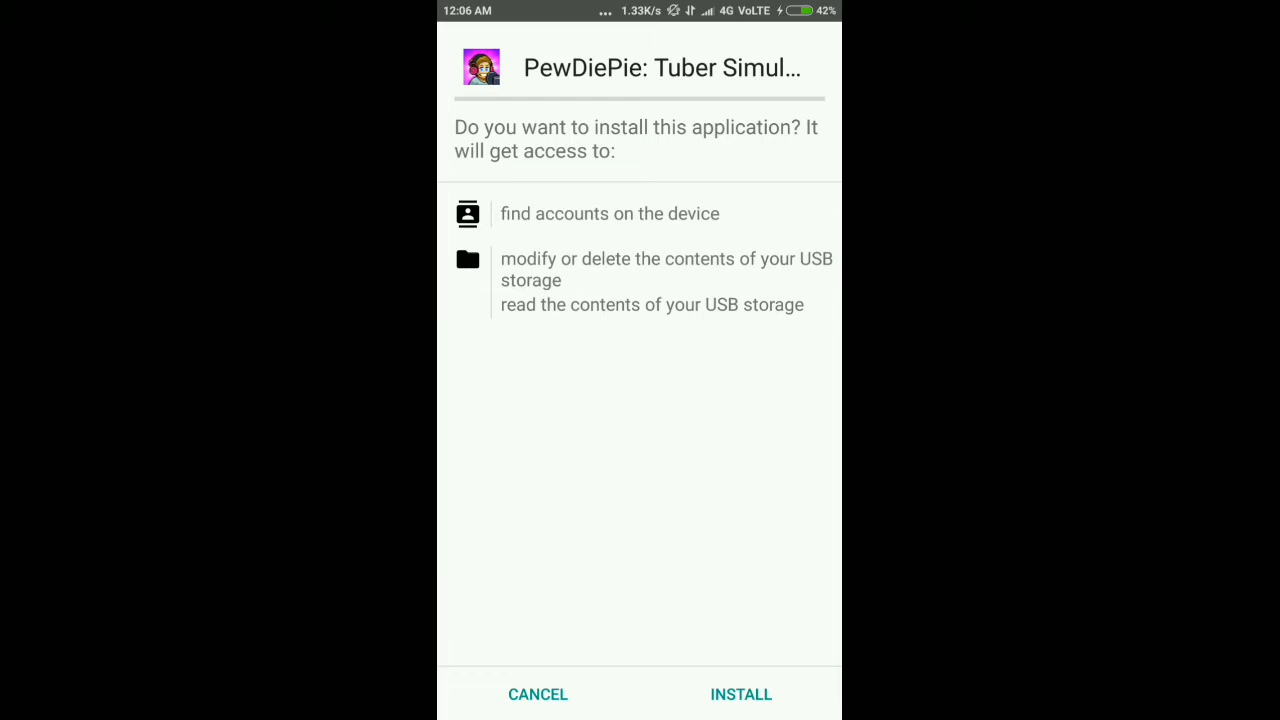 12:06 AM ... 1.33K/s 4G VoLTE 42%
PewDiePie: Tuber Simul...
Do you want to install this application? It
will get access to:
find accounts on the device
modify or delete the contents of your USB
storage
read the contents of your USB storage
CANCEL INSTALL